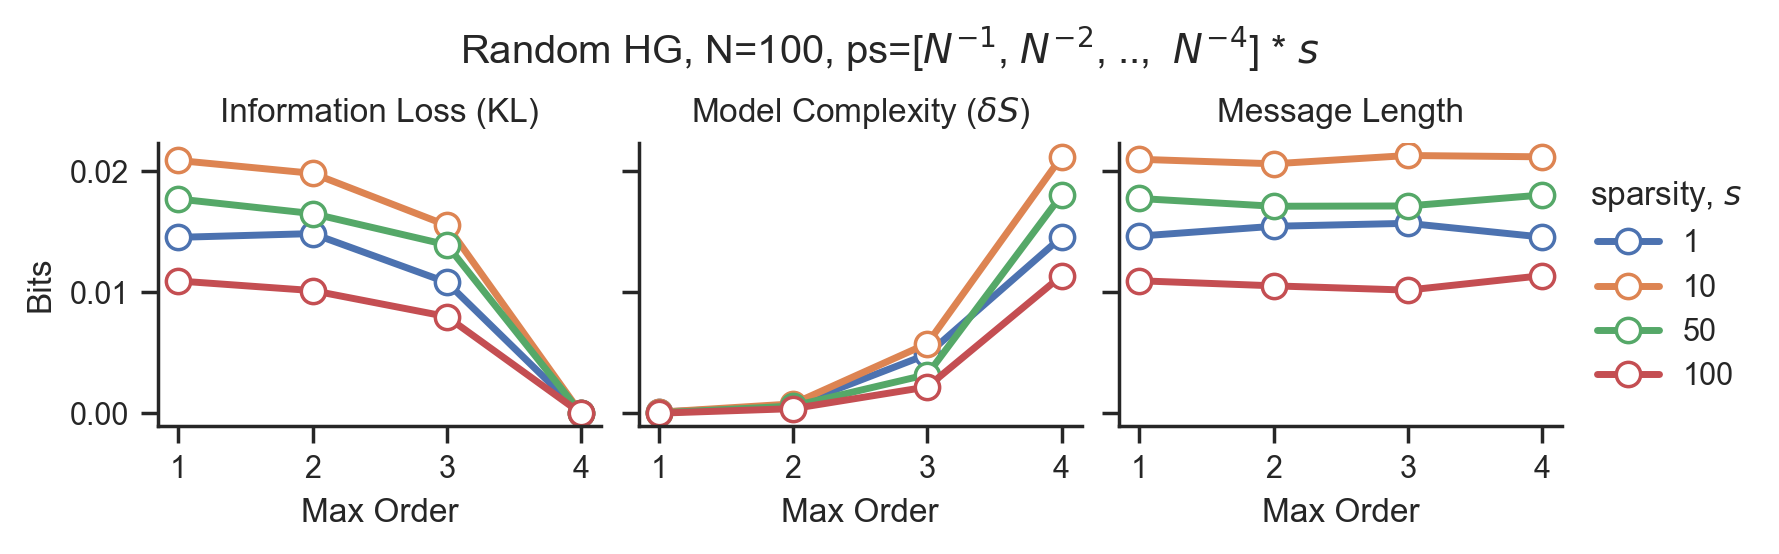 Random HG, N=100, ps=[N⁻¹, N⁻², .., N⁻⁴] * s
Information Loss (KL)
Model Complexity (δS)
Message Length
Bits
0.02
0.01
0.00
1 2 3 4
1 2 3 4
1 2 3 4
Max Order
Max Order
Max Order
sparsity, s
1
10
50
100